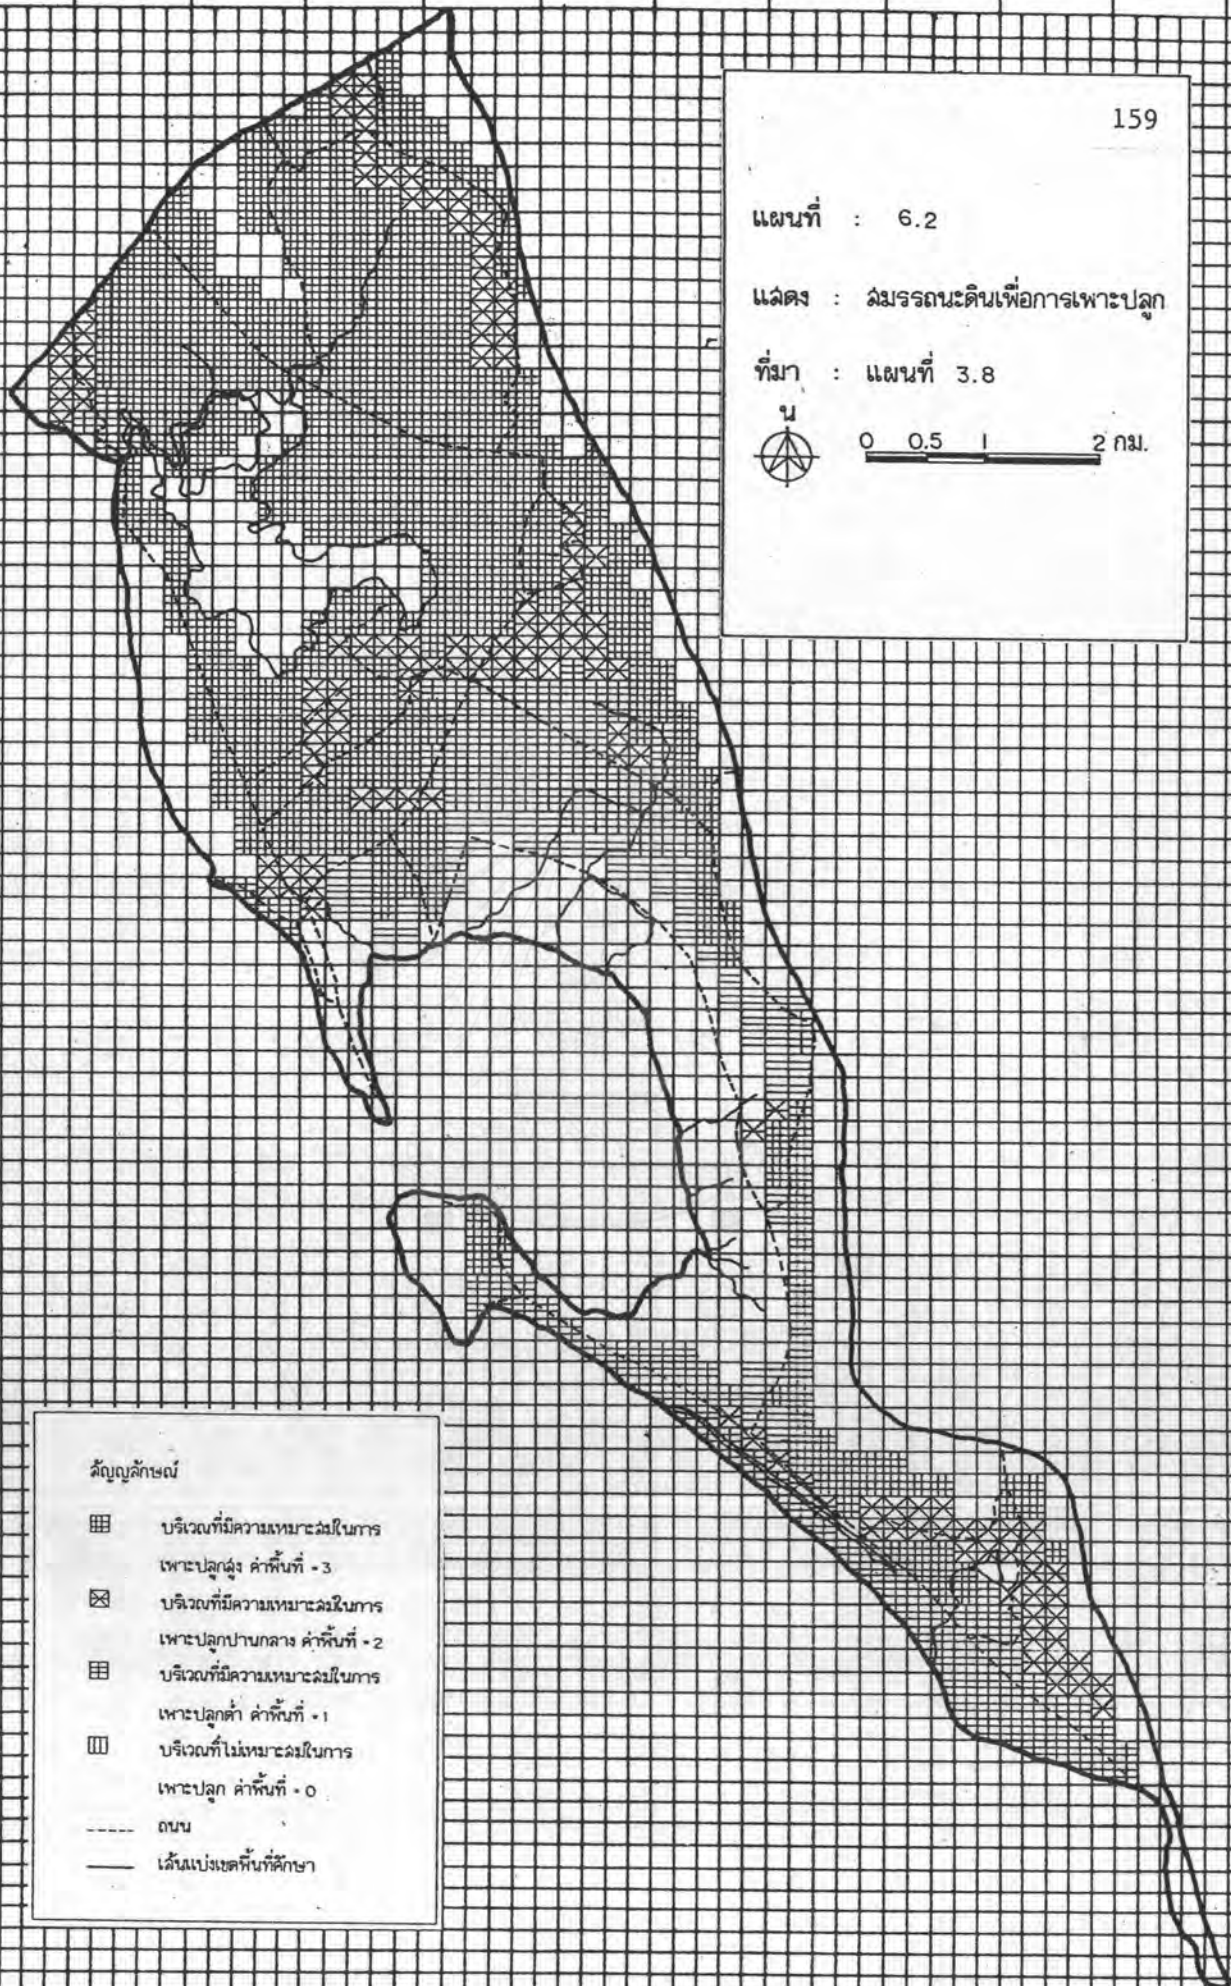 159
แผนที่ : 6.2
แสดง : สมรรถนะดินเพื่อการเพาะปลูก
ที่มา : แผนที่ 3.8
น
0 0.5 1 2 กม.
สัญญลักษณ์
บริเวณที่มีความเหมาะสมในการ
เพาะปลูกสูง ค่าพื้นที่ = 3
บริเวณที่มีความเหมาะสมในการ
เพาะปลูกปานกลาง ค่าพื้นที่ = 2
บริเวณที่มีความเหมาะสมในการ
เพาะปลูกต่ำ ค่าพื้นที่ = 1
บริเวณที่ไม่เหมาะสมในการ
เพาะปลูก ค่าพื้นที่ = 0
ถนน
เส้นแบ่งเขตพื้นที่ศึกษา